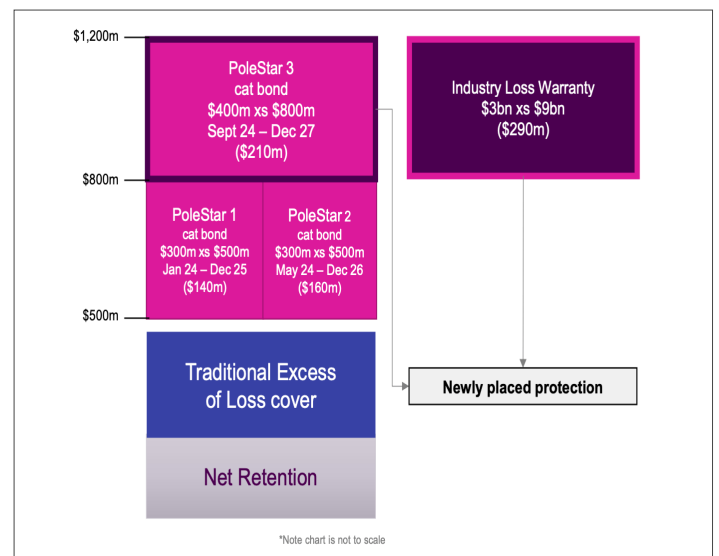 $1,200m
PoleStar 3
cat bond
$400m xs $800m
Sept 24 – Dec 27
($210m)
Industry Loss Warranty
$3bn xs $9bn
($290m)
$800m
PoleStar 1
cat bond
$300m xs $500m
Jan 24 – Dec 25
($140m)
PoleStar 2
cat bond
$300m xs $500m
May 24 – Dec 26
($160m)
$500m
Traditional Excess
of Loss cover
Newly placed protection
Net Retention
*Note chart is not to scale